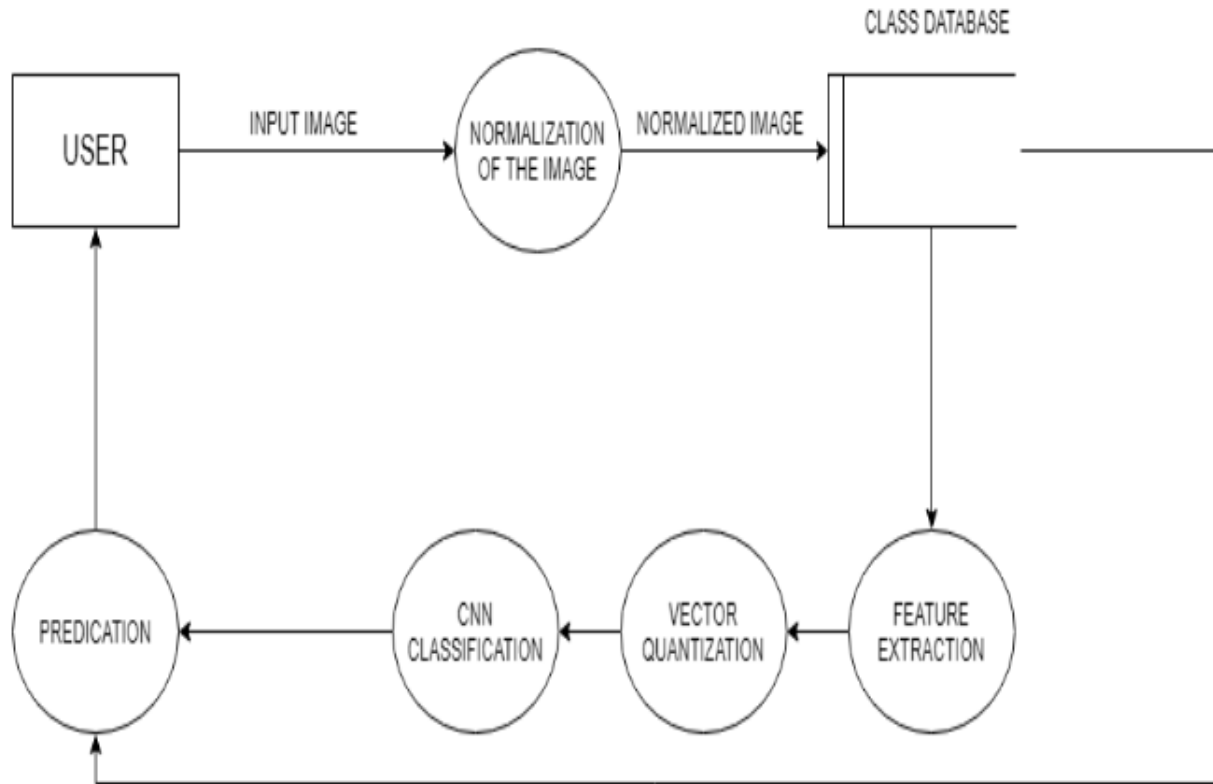 CLASS DATABASE
USER
INPUT IMAGE
NORMALIZATION
OF THE IMAGE
NORMALIZED IMAGE
PREDICATION
CNN
CLASSIFICATION
VECTOR
QUANTIZATION
FEATURE
EXTRACTION